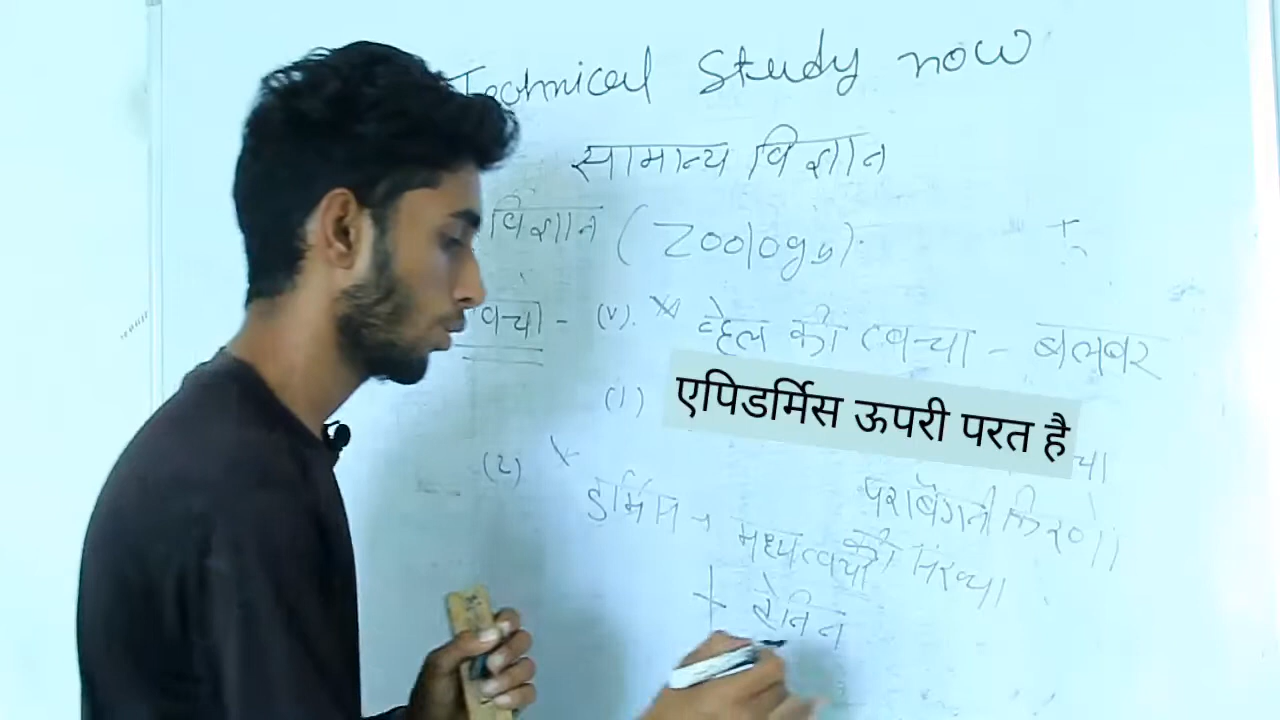 Technical Study now
सामान्य विज्ञान
विज्ञान (Zoology).
त्वचा - (v). व्हेल की त्वचा - बलबर
(1) एपिडर्मिस ऊपरी परत है
(2) डर्मिस → मध्यत्वचा
पराबैंगनी किरणों
की संख्या